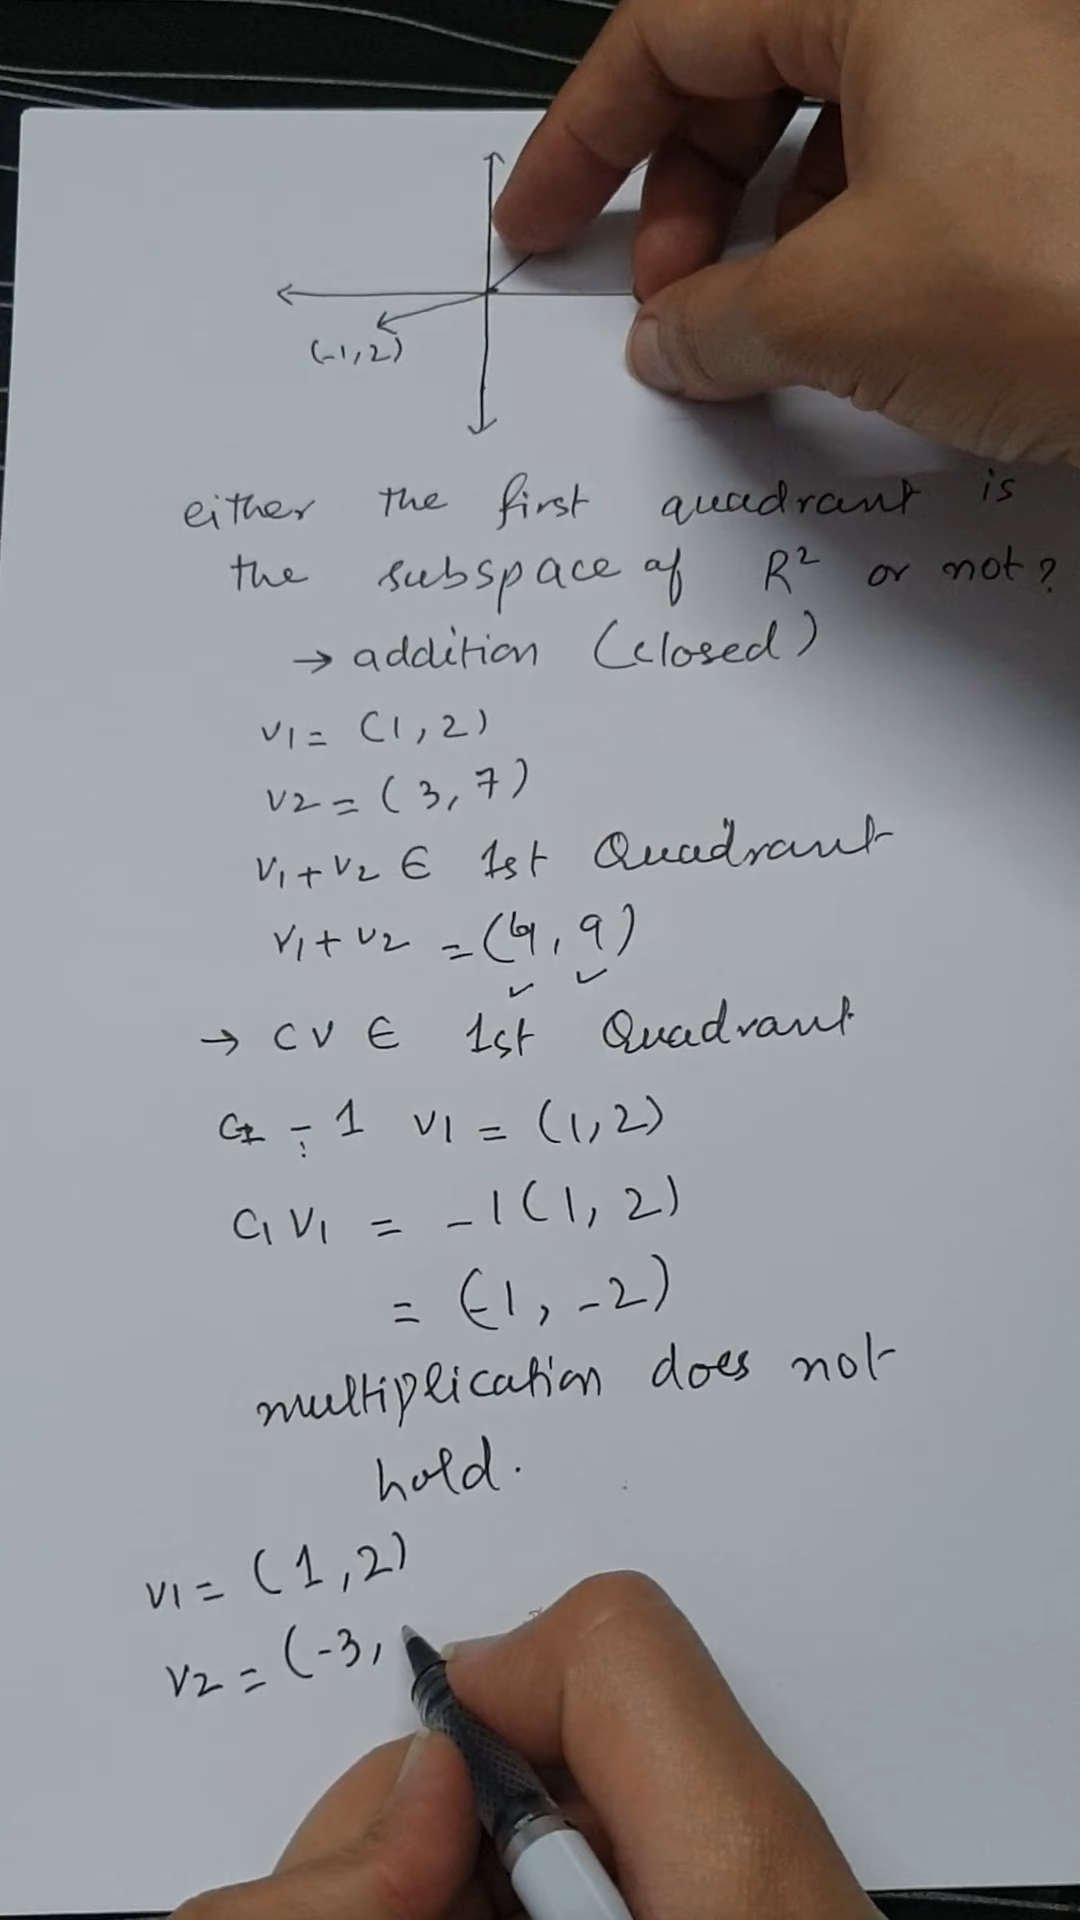 (-1,2)
either the first quadrant is
the subspace of R² or not?
→ addition (closed)
v1 = (1,2)
v2 = (3,7)
v1+v2 ∈ 1st Quadrant
v1+v2 = (4,9)
→ CV ∈ 1st Quadrant
-1 v1 = (1,2)
C1 V1 = -1(1,2)
= (-1,-2)
multiplication does not
hold.
v1 = (1,2)
v2 = (-3,